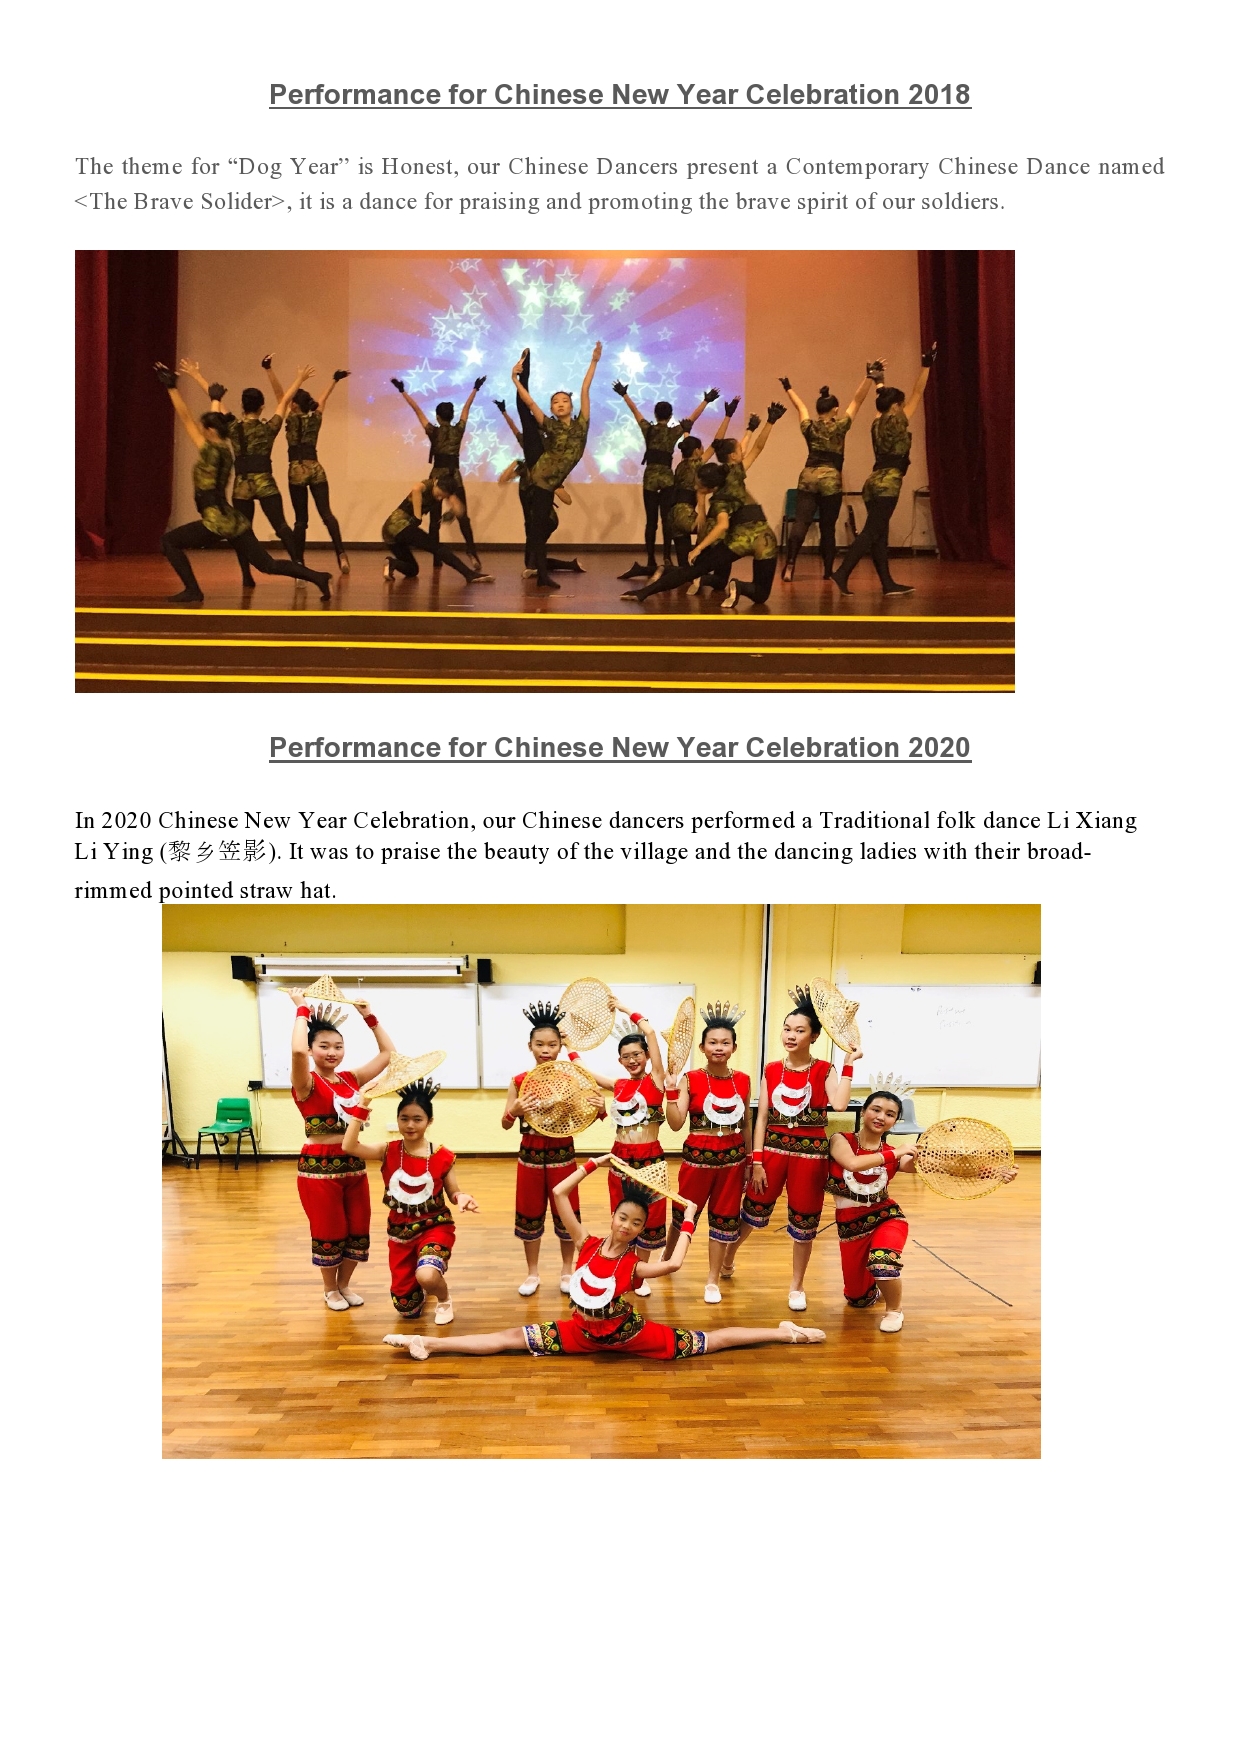 Performance for Chinese New Year Celebration 2018
The theme for “Dog Year” is Honest, our Chinese Dancers present a Contemporary Chinese Dance named
<The Brave Solider>, it is a dance for praising and promoting the brave spirit of our soldiers.
Performance for Chinese New Year Celebration 2020
In 2020 Chinese New Year Celebration, our Chinese dancers performed a Traditional folk dance Li Xiang
Li Ying (黎乡笠影). It was to praise the beauty of the village and the dancing ladies with their broad-
rimmed pointed straw hat.